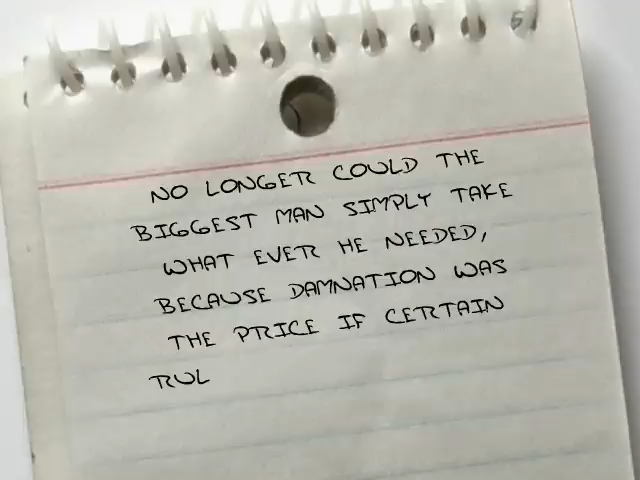 NO LONGER COULD THE
BIGGEST MAN SIMPLY TAKE
WHAT EVER HE NEEDED,
BECAUSE DAMNATION WAS
THE PRICE IF CERTAIN
RUL